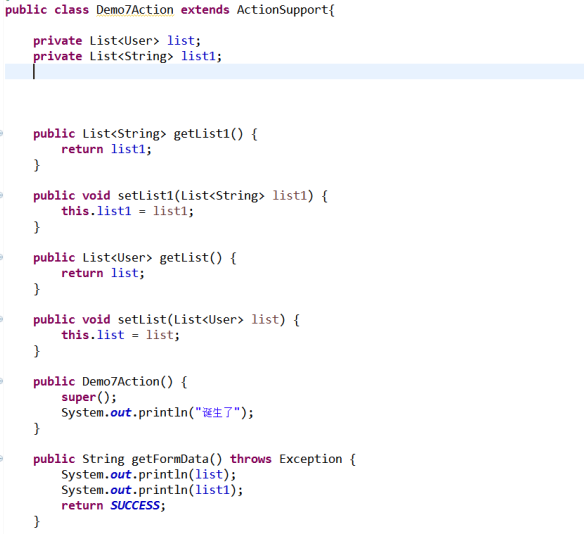 public class Demo7Action extends ActionSupport{
private List<User> list;
private List<String> list1;
public List<String> getList1() {
return list1;
}
public void setList1(List<String> list1) {
this.list1 = list1;
}
public List<User> getList() {
return list;
}
public void setList(List<User> list) {
this.list = list;
}
public Demo7Action() {
super();
System.out.println("诞生了");
}
public String getFormData() throws Exception {
System.out.println(list);
System.out.println(list1);
return SUCCESS;
}